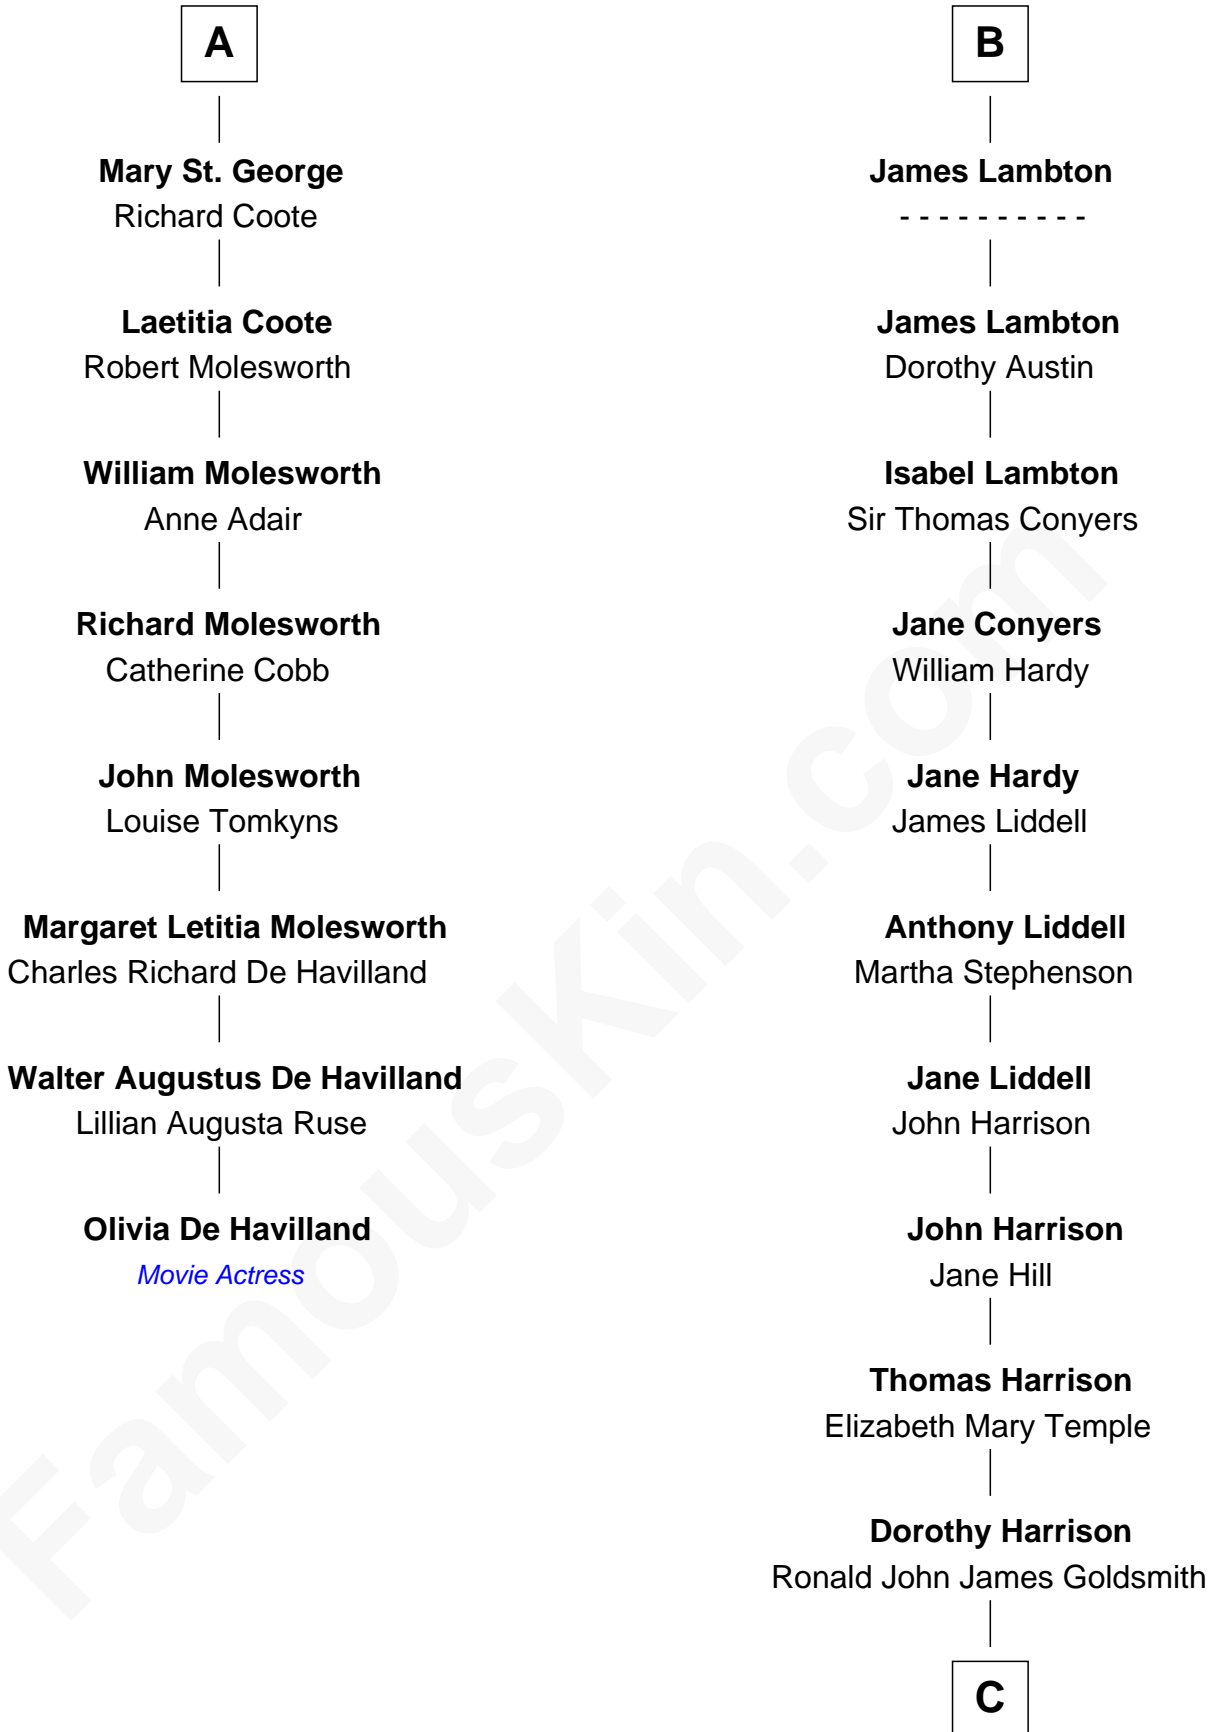 A
Mary St. George
Richard Coote
Laetitia Coote
Robert Molesworth
William Molesworth
Anne Adair
Richard Molesworth
Catherine Cobb
John Molesworth
Louise Tomkyns
Margaret Letitia Molesworth
Charles Richard De Havilland
Walter Augustus De Havilland
Lillian Augusta Ruse
Olivia De Havilland
Movie Actress
B
James Lambton
- - - - - - - - - -
James Lambton
Dorothy Austin
Isabel Lambton
Sir Thomas Conyers
Jane Conyers
William Hardy
Jane Hardy
James Liddell
Anthony Liddell
Martha Stephenson
Jane Liddell
John Harrison
John Harrison
Jane Hill
Thomas Harrison
Elizabeth Mary Temple
Dorothy Harrison
Ronald John James Goldsmith
C
FamousKin.com